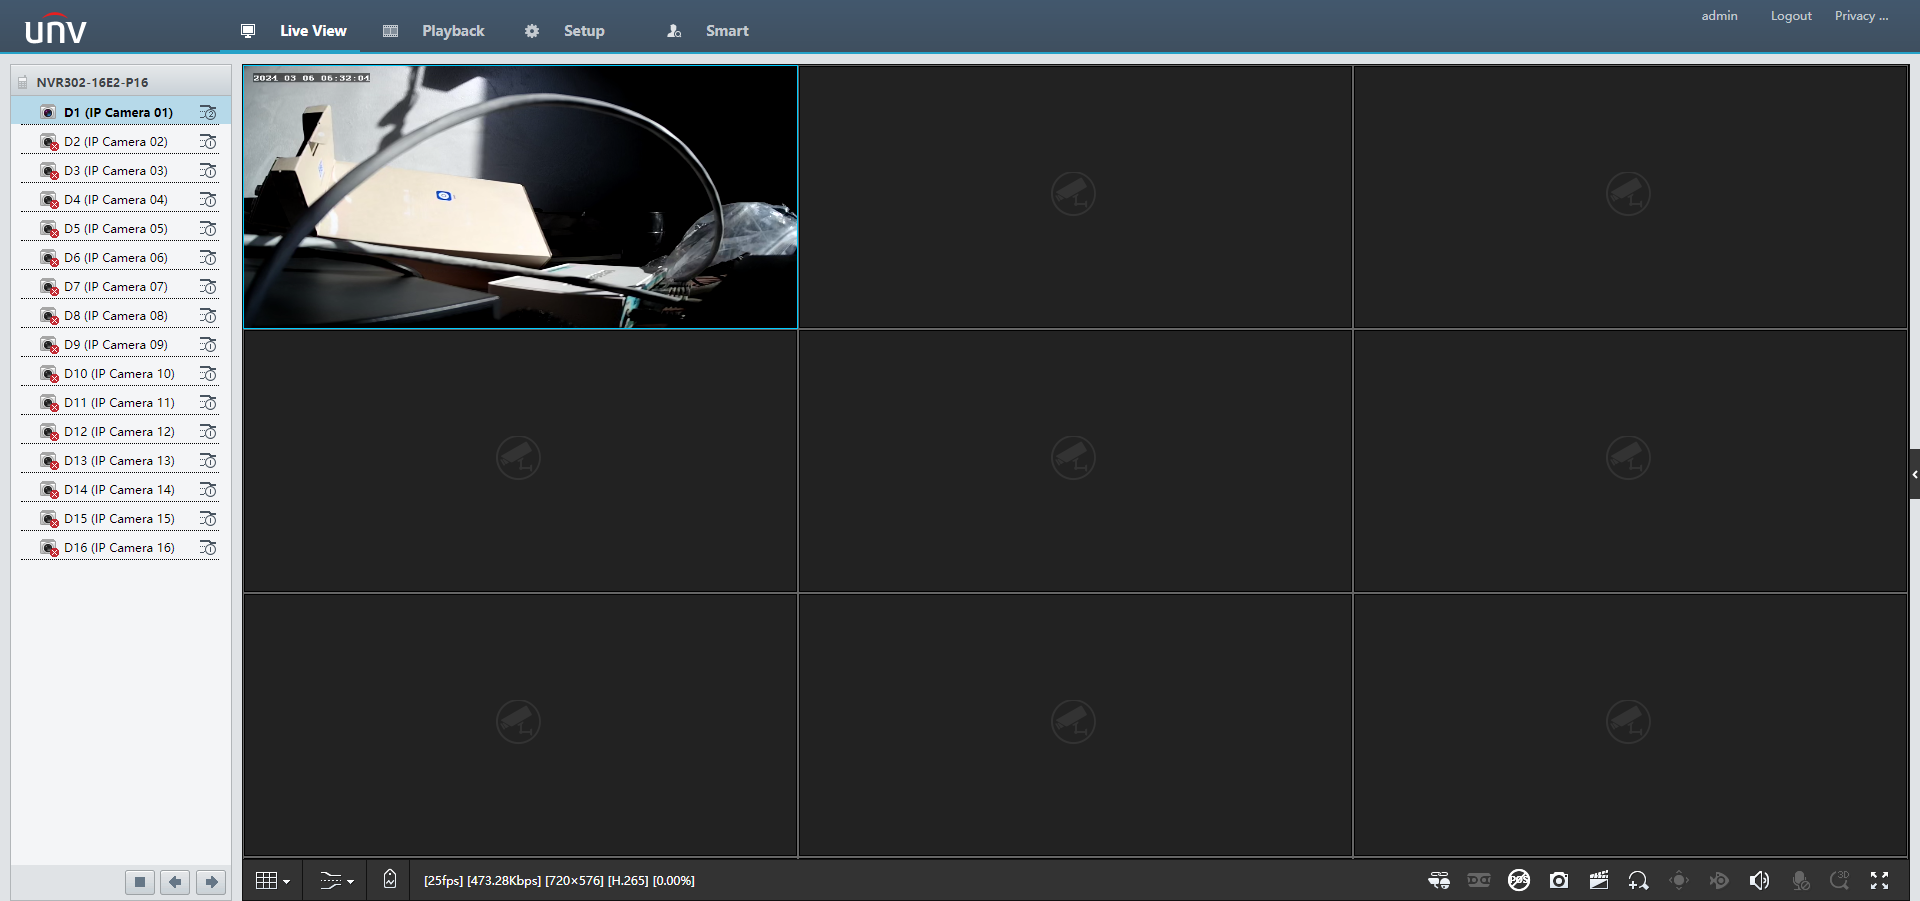 unv
Live View
Playback
Setup
Smart
admin
Logout
Privacy ...
NVR302-16E2-P16
D1 (IP Camera 01)
D2 (IP Camera 02)
D3 (IP Camera 03)
D4 (IP Camera 04)
D5 (IP Camera 05)
D6 (IP Camera 06)
D7 (IP Camera 07)
D8 (IP Camera 08)
D9 (IP Camera 09)
D10 (IP Camera 10)
D11 (IP Camera 11)
D12 (IP Camera 12)
D13 (IP Camera 13)
D14 (IP Camera 14)
D15 (IP Camera 15)
D16 (IP Camera 16)
2024 03 06 06:32:04
[25fps] [473.28Kbps] [720×576] [H.265] [0.00%]
POS
3D